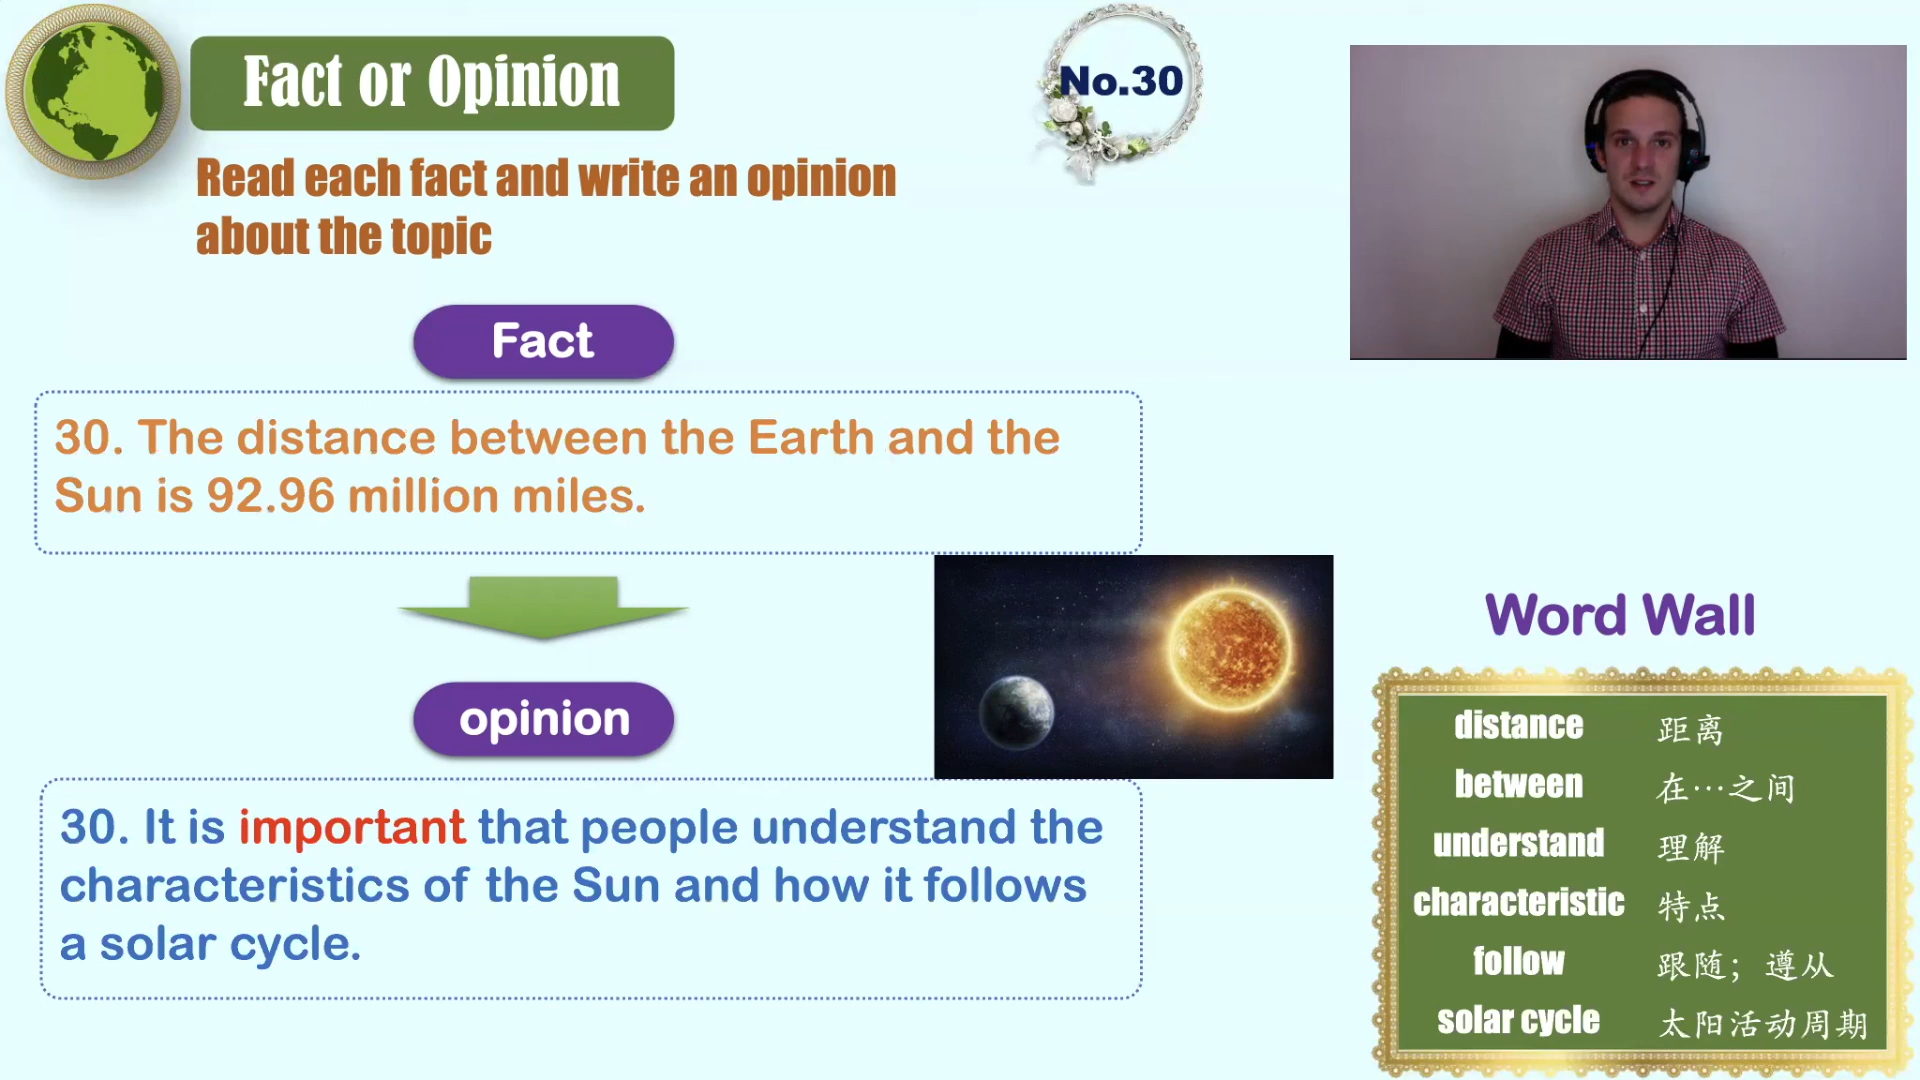 Fact or Opinion
No.30
Read each fact and write an opinion
about the topic
Fact
30. The distance between the Earth and the
Sun is 92.96 million miles.
opinion
30. It is important that people understand the
characteristics of the Sun and how it follows
a solar cycle.
Word Wall
distance 距离
between 在…之间
understand 理解
characteristic 特点
follow 跟随；遵从
solar cycle 太阳活动周期